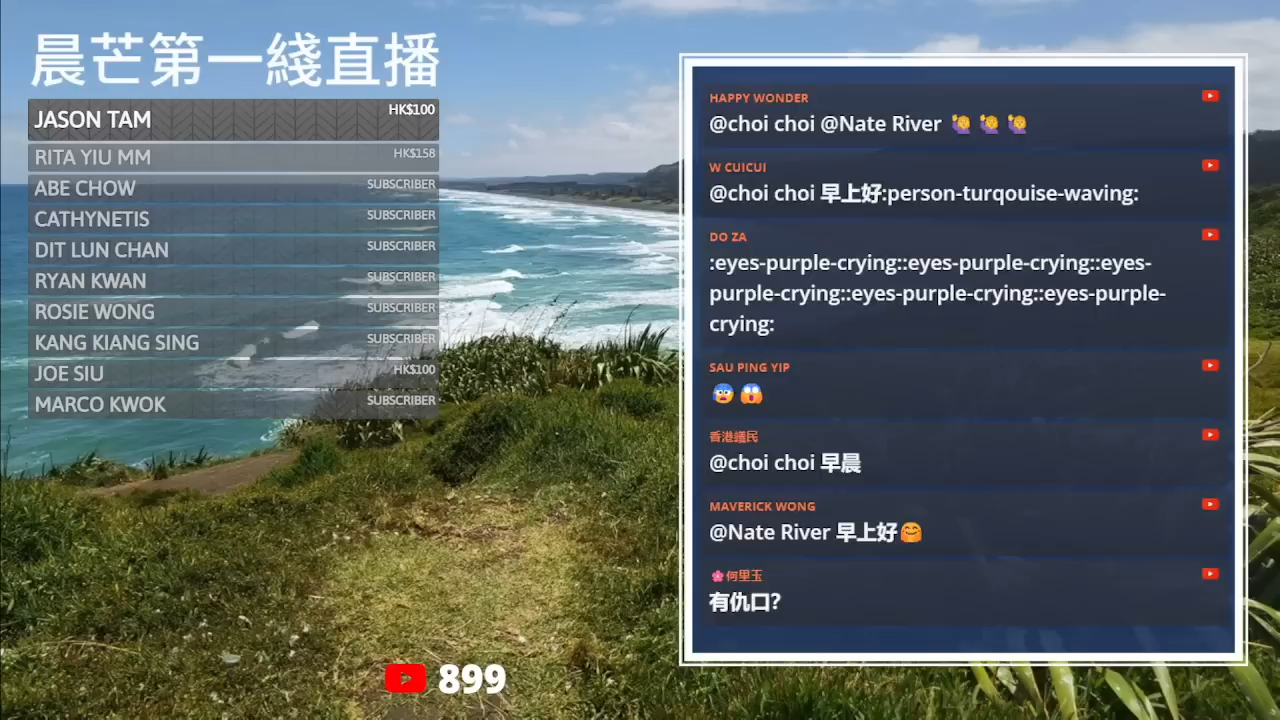 晨芒第一綫直播
JASON TAM HK$100
RITA YIU MM HK$158
ABE CHOW SUBSCRIBER
CATHYNETIS SUBSCRIBER
DIT LUN CHAN SUBSCRIBER
RYAN KWAN SUBSCRIBER
ROSIE WONG SUBSCRIBER
KANG KIANG SING SUBSCRIBER
JOE SIU HK$100
MARCO KWOK SUBSCRIBER
HAPPY WONDER
@choi choi @Nate River 🙋 🙋 🙋
W CUICUI
@choi choi 早上好:person-turqouise-waving:
DO ZA
:eyes-purple-crying::eyes-purple-crying::eyes-
purple-crying::eyes-purple-crying::eyes-purple-
crying:
SAU PING YIP
😰 😱
香港議民
@choi choi 早晨
MAVERICK WONG
@Nate River 早上好🤗
🌸何里玉
有仇口?
899